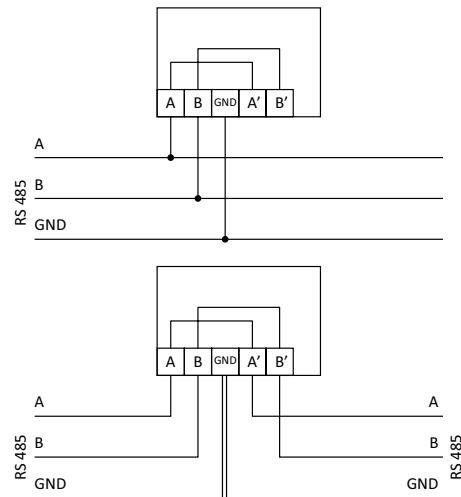 A B GND A’ B’
A
B
RS 485
GND
A B GND A’ B’
A A
B B
RS 485 RS 485
GND GND